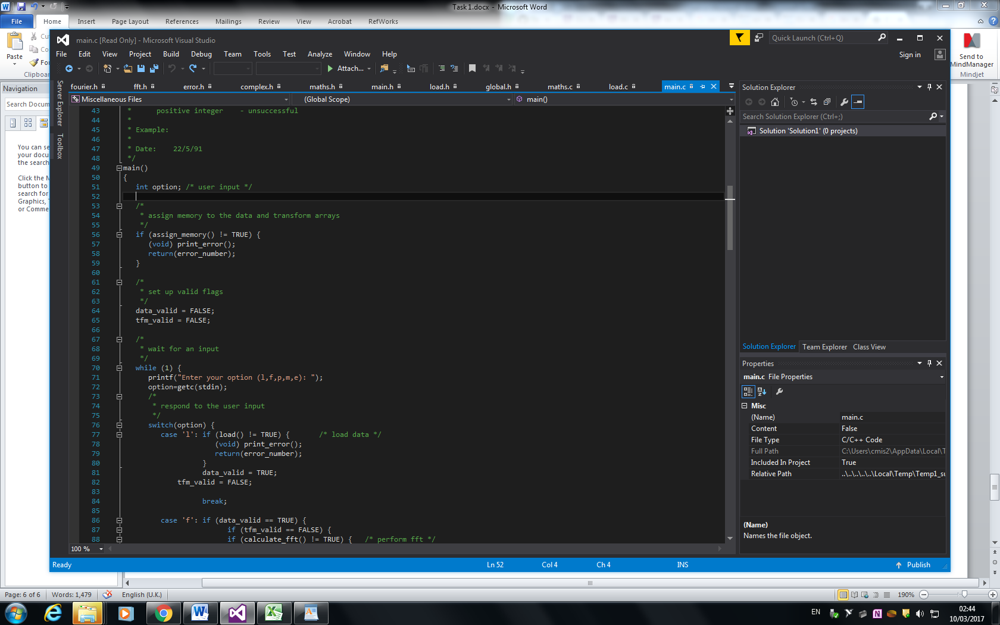 Task 1.docx - Microsoft Word
File Home Insert Page Layout References Mailings Review View Acrobat RefWorks
Paste
Clipboar
Send to
MindManager
Mindjet
Navigation
Search Docum
You can se
your docu
the search
Click the M
button to
search for
Graphics,
or Comme
main.c [Read Only] - Microsoft Visual Studio
Quick Launch (Ctrl+Q)
File Edit View Project Build Debug Team Tools Test Analyze Window Help
Sign in
Attach...
Server Explorer
Toolbox
fourier.h fft.h error.h complex.h maths.h main.h load.h global.h maths.c load.c main.c
Miscellaneous Files (Global Scope) main()
43 * positive integer - unsuccessful
44 *
45 * Example:
46 *
47 * Date: 22/5/91
48 */
49 main()
50 {
51 int option; /* user input */
52
53 /*
54 * assign memory to the data and transform arrays
55 */
56 if (assign_memory() != TRUE) {
57 (void) print_error();
58 return(error_number);
59 }
60
61 /*
62 * set up valid flags
63 */
64 data_valid = FALSE;
65 tfm_valid = FALSE;
66
67 /*
68 * wait for an input
69 */
70 while (1) {
71 printf("Enter your option (l,f,p,m,e): ");
72 option=getc(stdin);
73 /*
74 * respond to the user input
75 */
76 switch(option) {
77 case 'l': if (load() != TRUE) { /* load data */
78 (void) print_error();
79 return(error_number);
80 }
81 data_valid = TRUE;
82 tfm_valid = FALSE;
83
84 break;
85
86 case 'f': if (data_valid == TRUE) {
87 if (tfm_valid == FALSE) {
88 if (calculate_fft() != TRUE) { /* perform fft */
100 %
Solution Explorer
Search Solution Explorer (Ctrl+;)
Solution 'Solution1' (0 projects)
Solution Explorer Team Explorer Class View
Properties
main.c File Properties
Misc
(Name) main.c
Content False
File Type C/C++ Code
Full Path C:\Users\cmis2\AppData\Local\T
Included In Project True
Relative Path ..\..\..\..\..\Local\Temp\Temp1_su
(Name)
Names the file object.
Ready Ln 52 Col 4 Ch 4 INS Publish
Page: 6 of 6 Words: 1,479 English (U.K.) 190%
EN 02:44
10/03/2017